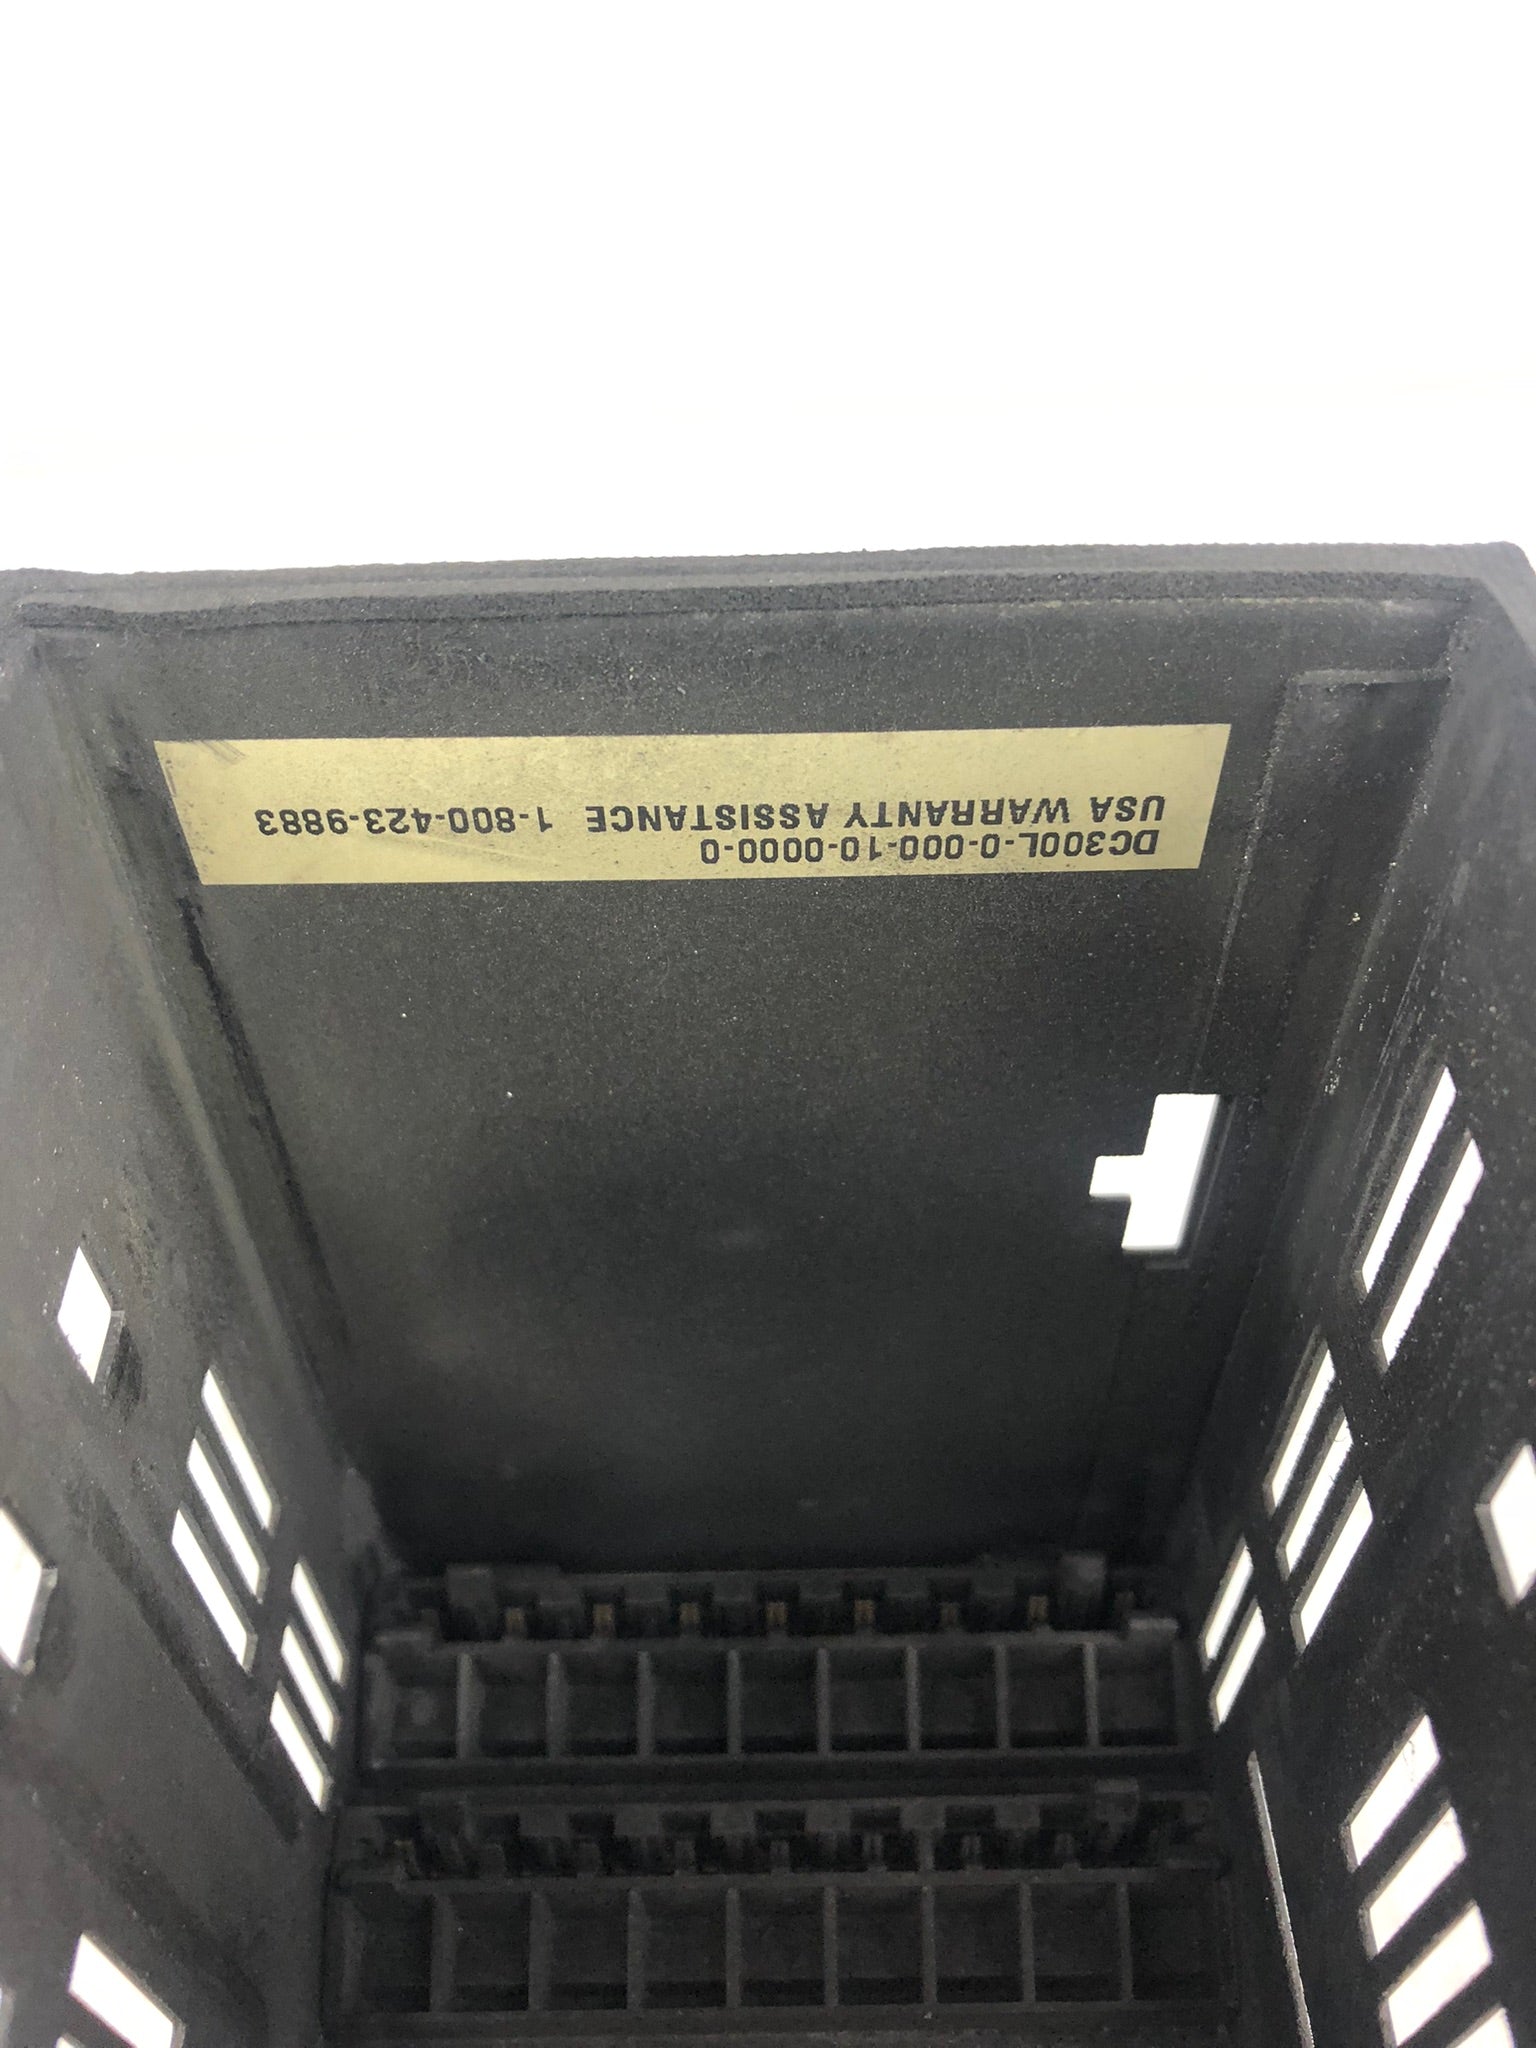 DC300L-0-000-10-0000-0
USA WARRANTY ASSISTANCE 1-800-423-9883